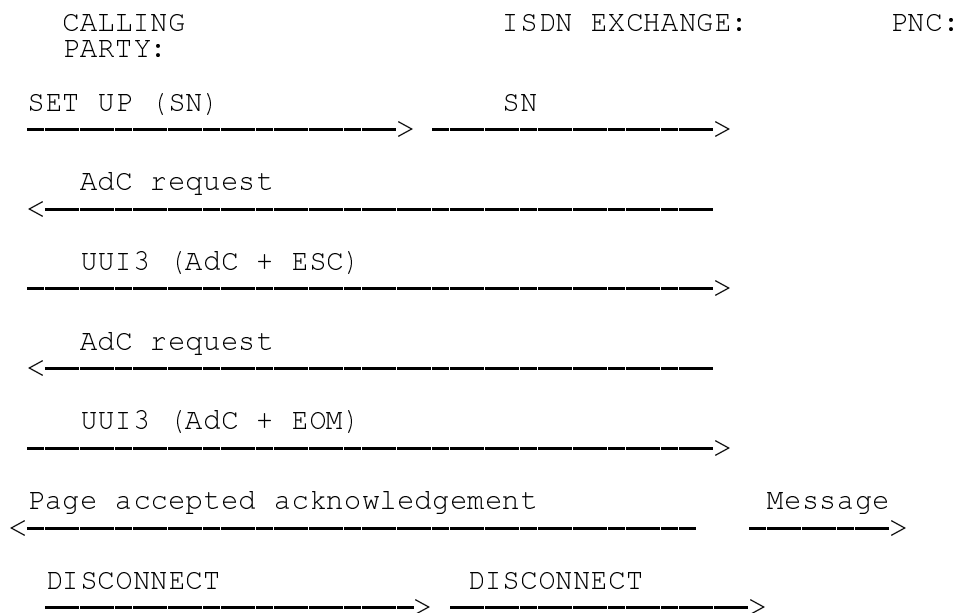 CALLING PARTY: ISDN EXCHANGE: PNC:
SET UP (SN) SN
AdC request
UUI3 (AdC + ESC)
AdC request
UUI3 (AdC + EOM)
Page accepted acknowledgement Message
DISCONNECT DISCONNECT